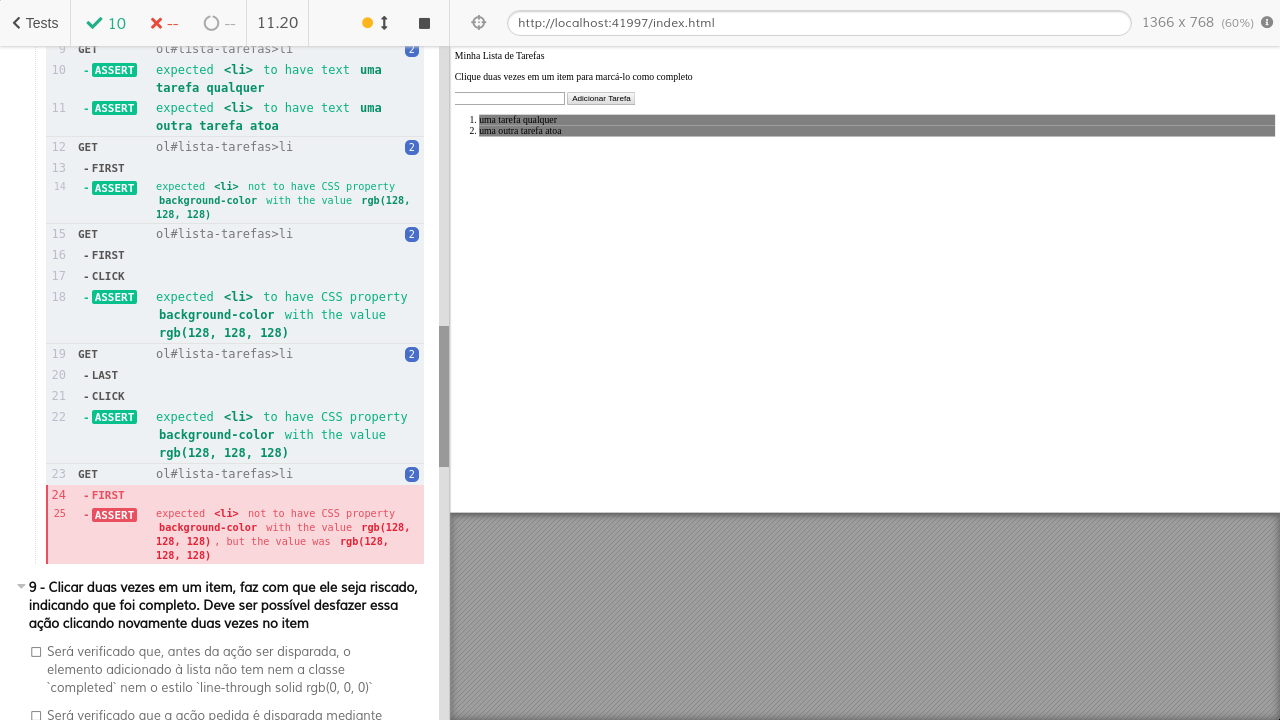 Tests
10
--
--
11.20
http://localhost:41997/index.html
1366 x 768 (60%)
9 GET ol#lista-tarefas>li 2
10 -ASSERT expected <li> to have text uma
tarefa qualquer
11 -ASSERT expected <li> to have text uma
outra tarefa atoa
12 GET ol#lista-tarefas>li 2
13 -FIRST
14 -ASSERT expected <li> not to have CSS property
background-color with the value rgb(128,
128, 128)
15 GET ol#lista-tarefas>li 2
16 -FIRST
17 -CLICK
18 -ASSERT expected <li> to have CSS property
background-color with the value
rgb(128, 128, 128)
19 GET ol#lista-tarefas>li 2
20 -LAST
21 -CLICK
22 -ASSERT expected <li> to have CSS property
background-color with the value
rgb(128, 128, 128)
23 GET ol#lista-tarefas>li 2
24 -FIRST
25 -ASSERT expected <li> not to have CSS property
background-color with the value rgb(128,
128, 128), but the value was rgb(128,
128, 128)
9 - Clicar duas vezes em um item, faz com que ele seja riscado,
indicando que foi completo. Deve ser possível desfazer essa
ação clicando novamente duas vezes no item
Será verificado que, antes da ação ser disparada, o
elemento adicionado à lista não tem nem a classe
`completed` nem o estilo `line-through solid rgb(0, 0, 0)`
Será verificado que a ação pedida é disparada mediante
Minha Lista de Tarefas
Clique duas vezes em um item para marcá-lo como completo
Adicionar Tarefa
1. uma tarefa qualquer
2. uma outra tarefa atoa